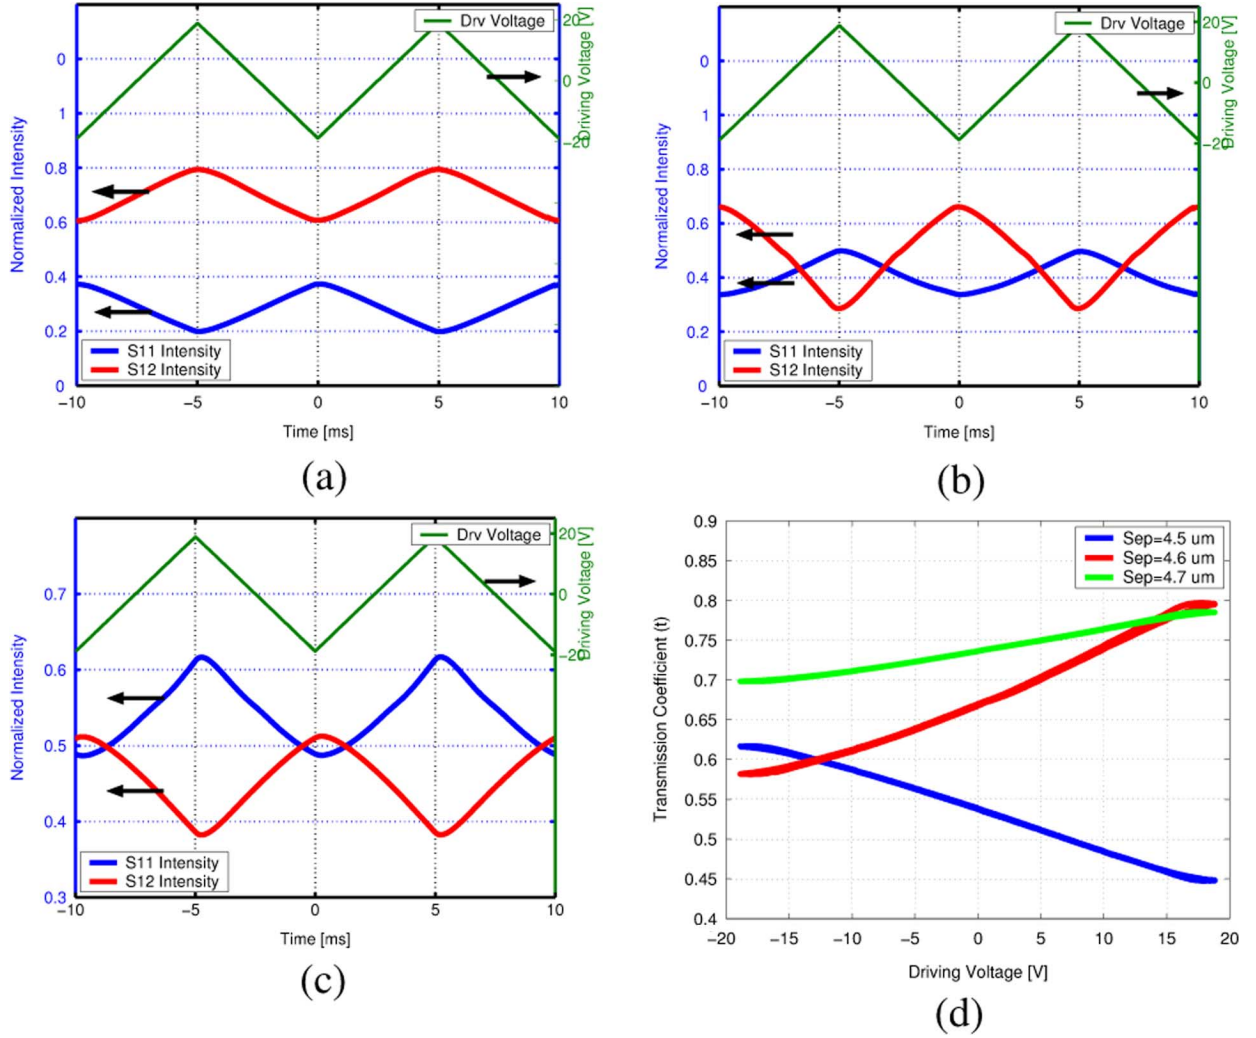 Drv Voltage
20
0
−20
Driving Voltage [V]
0
1
0.8
0.6
0.4
0.2
0
Normalized Intensity
S11 Intensity
S12 Intensity
−10 −5 0 5 10
Time [ms]
(a)
Drv Voltage
20
0
−20
Driving Voltage [V]
0
1
0.8
0.6
0.4
0.2
0
Normalized Intensity
S11 Intensity
S12 Intensity
−10 −5 0 5 10
Time [ms]
(b)
Drv Voltage
20
0
−20
Driving Voltage [V]
0.7
0.6
0.5
0.4
0.3
Normalized Intensity
S11 Intensity
S12 Intensity
−10 −5 0 5 10
Time [ms]
(c)
0.9
0.85
0.8
0.75
0.7
0.65
0.6
0.55
0.5
0.45
0.4
Transmission Coefficient (t)
Sep=4.5 um
Sep=4.6 um
Sep=4.7 um
−20 −15 −10 −5 0 5 10 15 20
Driving Voltage [V]
(d)